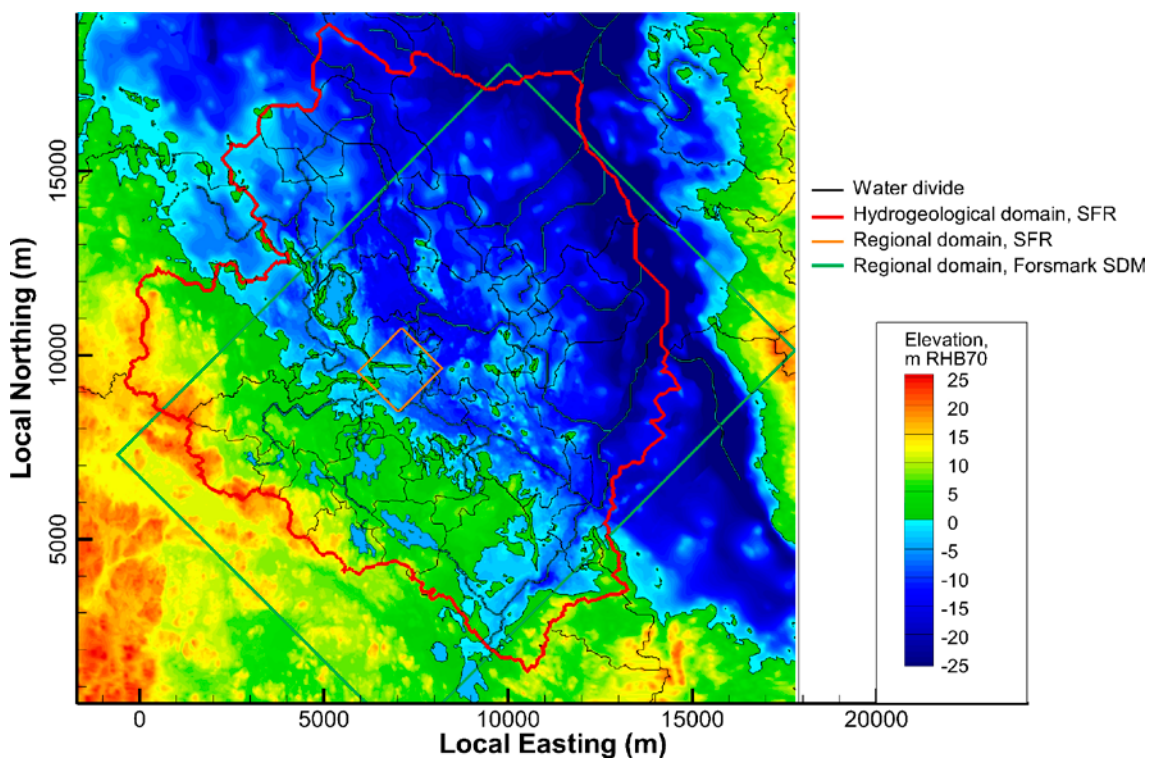 Local Northing (m)
15000
10000
5000
0
5000
10000
15000
20000
Local Easting (m)
Water divide
Hydrogeological domain, SFR
Regional domain, SFR
Regional domain, Forsmark SDM
Elevation,
m RHB70
25
20
15
10
5
0
-5
-10
-15
-20
-25